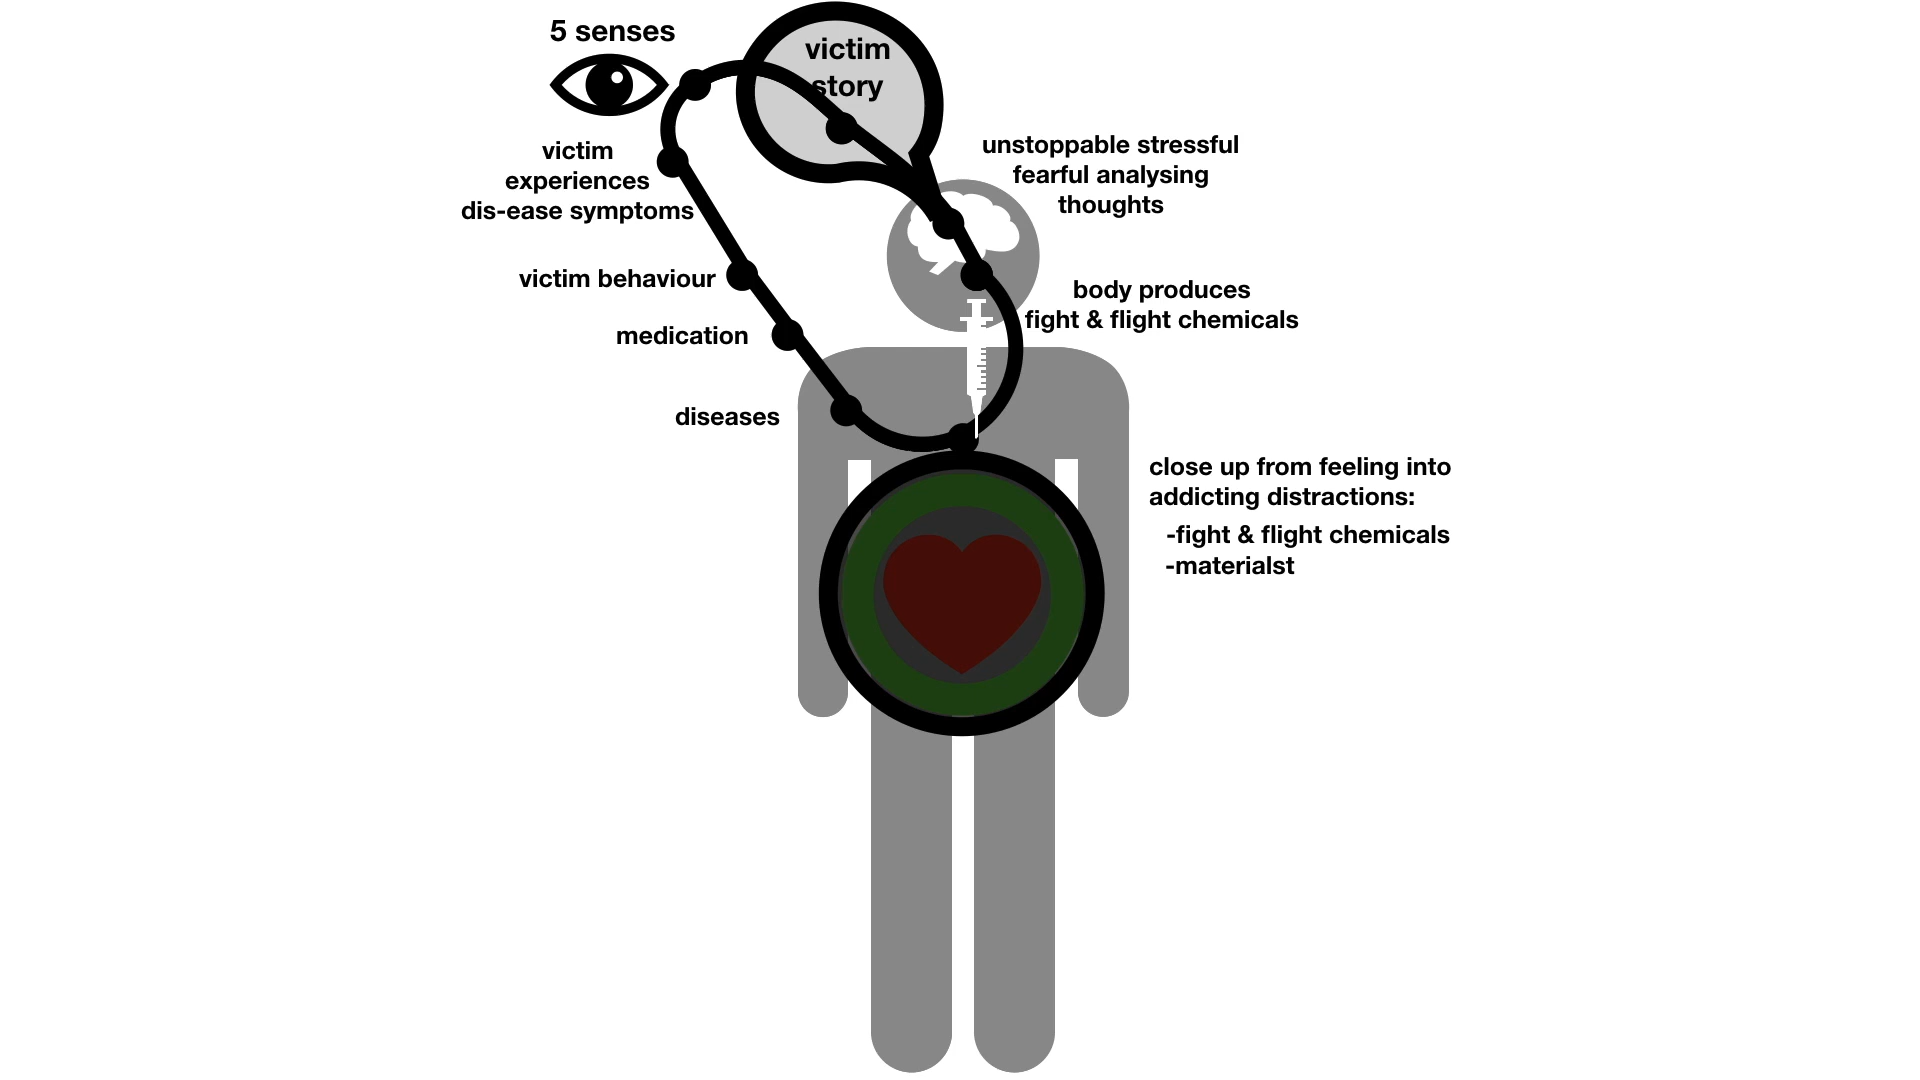 5 senses
victim
story
victim
experiences
dis-ease symptoms
unstoppable stressful
fearful analysing
thoughts
victim behaviour
body produces
fight & flight chemicals
medication
diseases
close up from feeling into
addicting distractions:
-fight & flight chemicals
-materialst